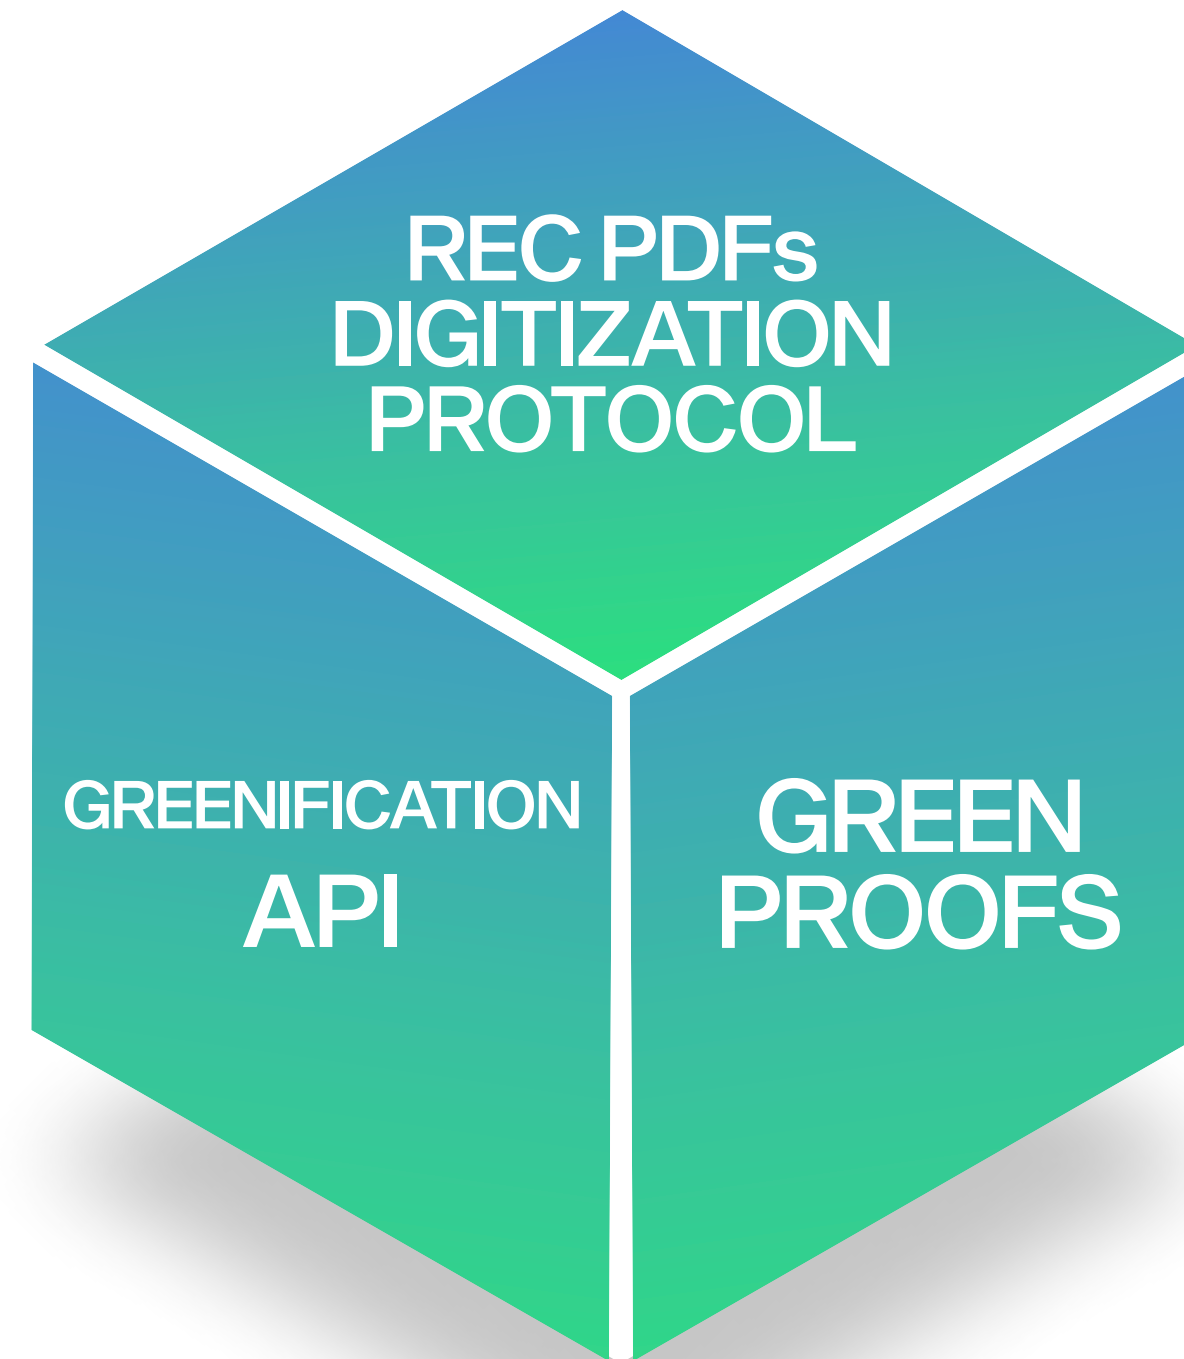 REC PDFs
DIGITIZATION
PROTOCOL
GREENIFICATION
API
GREEN
PROOFS